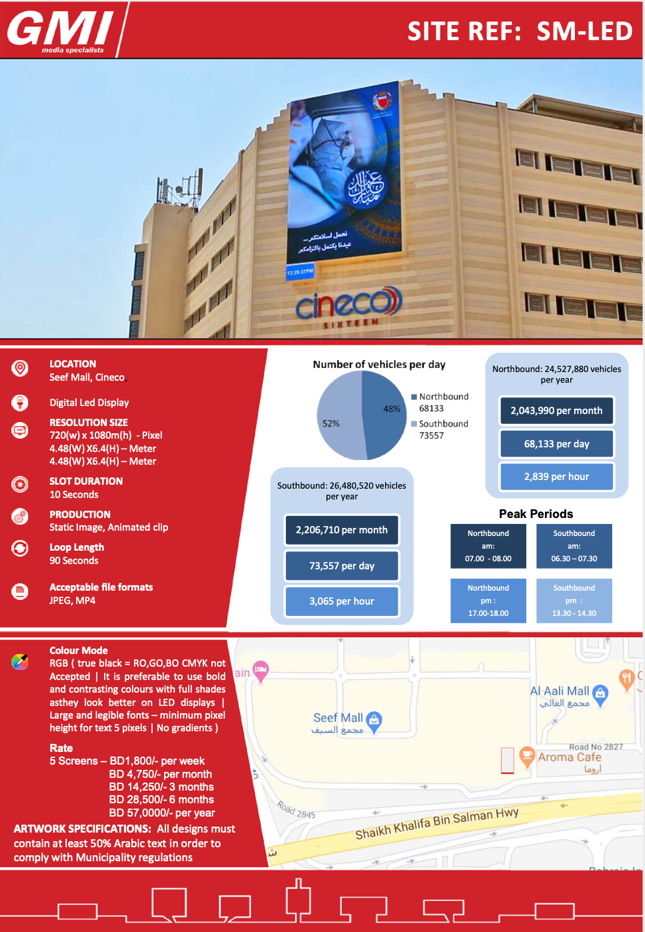 GMI
media specialists
SITE REF: SM-LED
نعمل لسلامتكم...
عيدنا يكتمل بالتزامكم
12:28:37PM
cineco
SIXTEEN
LOCATION
Seef Mall, Cineco,
Digital Led Display
RESOLUTION SIZE
720(w) x 1080m(h) - Pixel
4.48(W) X6.4(H) – Meter
4.48(W) X6.4(H) – Meter
SLOT DURATION
10 Seconds
PRODUCTION
Static Image, Animated clip
Loop Length
90 Seconds
Acceptable file formats
JPEG, MP4
Number of vehicles per day
48%
52%
Northbound
68133
Southbound
73557
Northbound: 24,527,880 vehicles
per year
2,043,990 per month
68,133 per day
2,839 per hour
Southbound: 26,480,520 vehicles
per year
2,206,710 per month
73,557 per day
3,065 per hour
Peak Periods
Northbound
am:
07.00 - 08.00
Southbound
am:
06.30 – 07.30
Northbound
pm :
17.00-18.00
Southbound
pm :
13.30 - 14.30
Colour Mode
RGB ( true black = RO,GO,BO CMYK not
Accepted | It is preferable to use bold
and contrasting colours with full shades
asthey look better on LED displays |
Large and legible fonts – minimum pixel
height for text 5 pixels | No gradients )
Rate
5 Screens – BD1,800/- per week
BD 4,750/- per month
BD 14,250/- 3 months
BD 28,500/- 6 months
BD 57,0000/- per year
ARTWORK SPECIFICATIONS: All designs must
contain at least 50% Arabic text in order to
comply with Municipality regulations
ain
Seef Mall
مجمع السيف
Al Aali Mall
مجمع العالي
Road No 2827
Aroma Cafe
أروما
Road 2845
Shaikh Khalifa Bin Salman Hwy